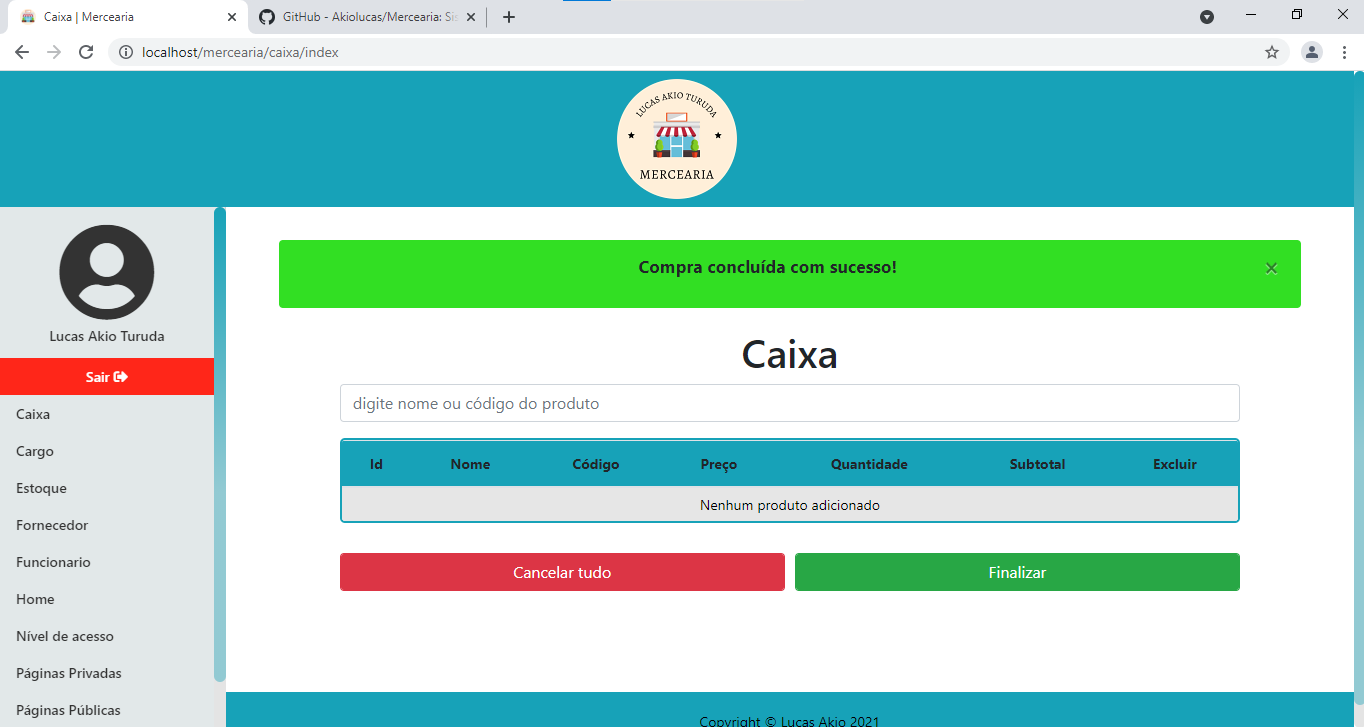 Caixa | Mercearia
GitHub - Akiolucas/Mercearia: Sis
localhost/mercearia/caixa/index
LUCAS AKIO TURUDA
MERCEARIA
Lucas Akio Turuda
Sair
Caixa
Cargo
Estoque
Fornecedor
Funcionario
Home
Nível de acesso
Páginas Privadas
Páginas Públicas
Compra concluída com sucesso!
×
Caixa
digite nome ou código do produto
Id Nome Código Preço Quantidade Subtotal Excluir
Nenhum produto adicionado
Cancelar tudo Finalizar
Copyright © Lucas Akio 2021